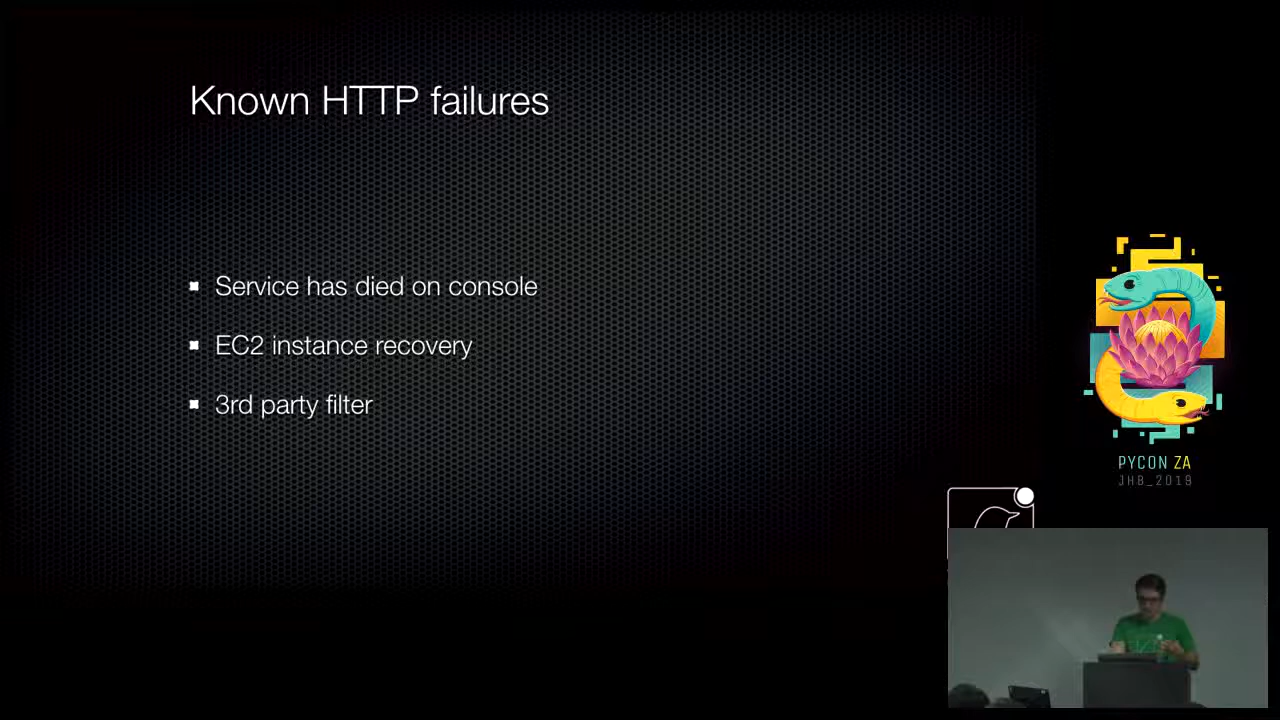 Known HTTP failures
Service has died on console
EC2 instance recovery
3rd party filter
PYCON ZA
JHB_2019